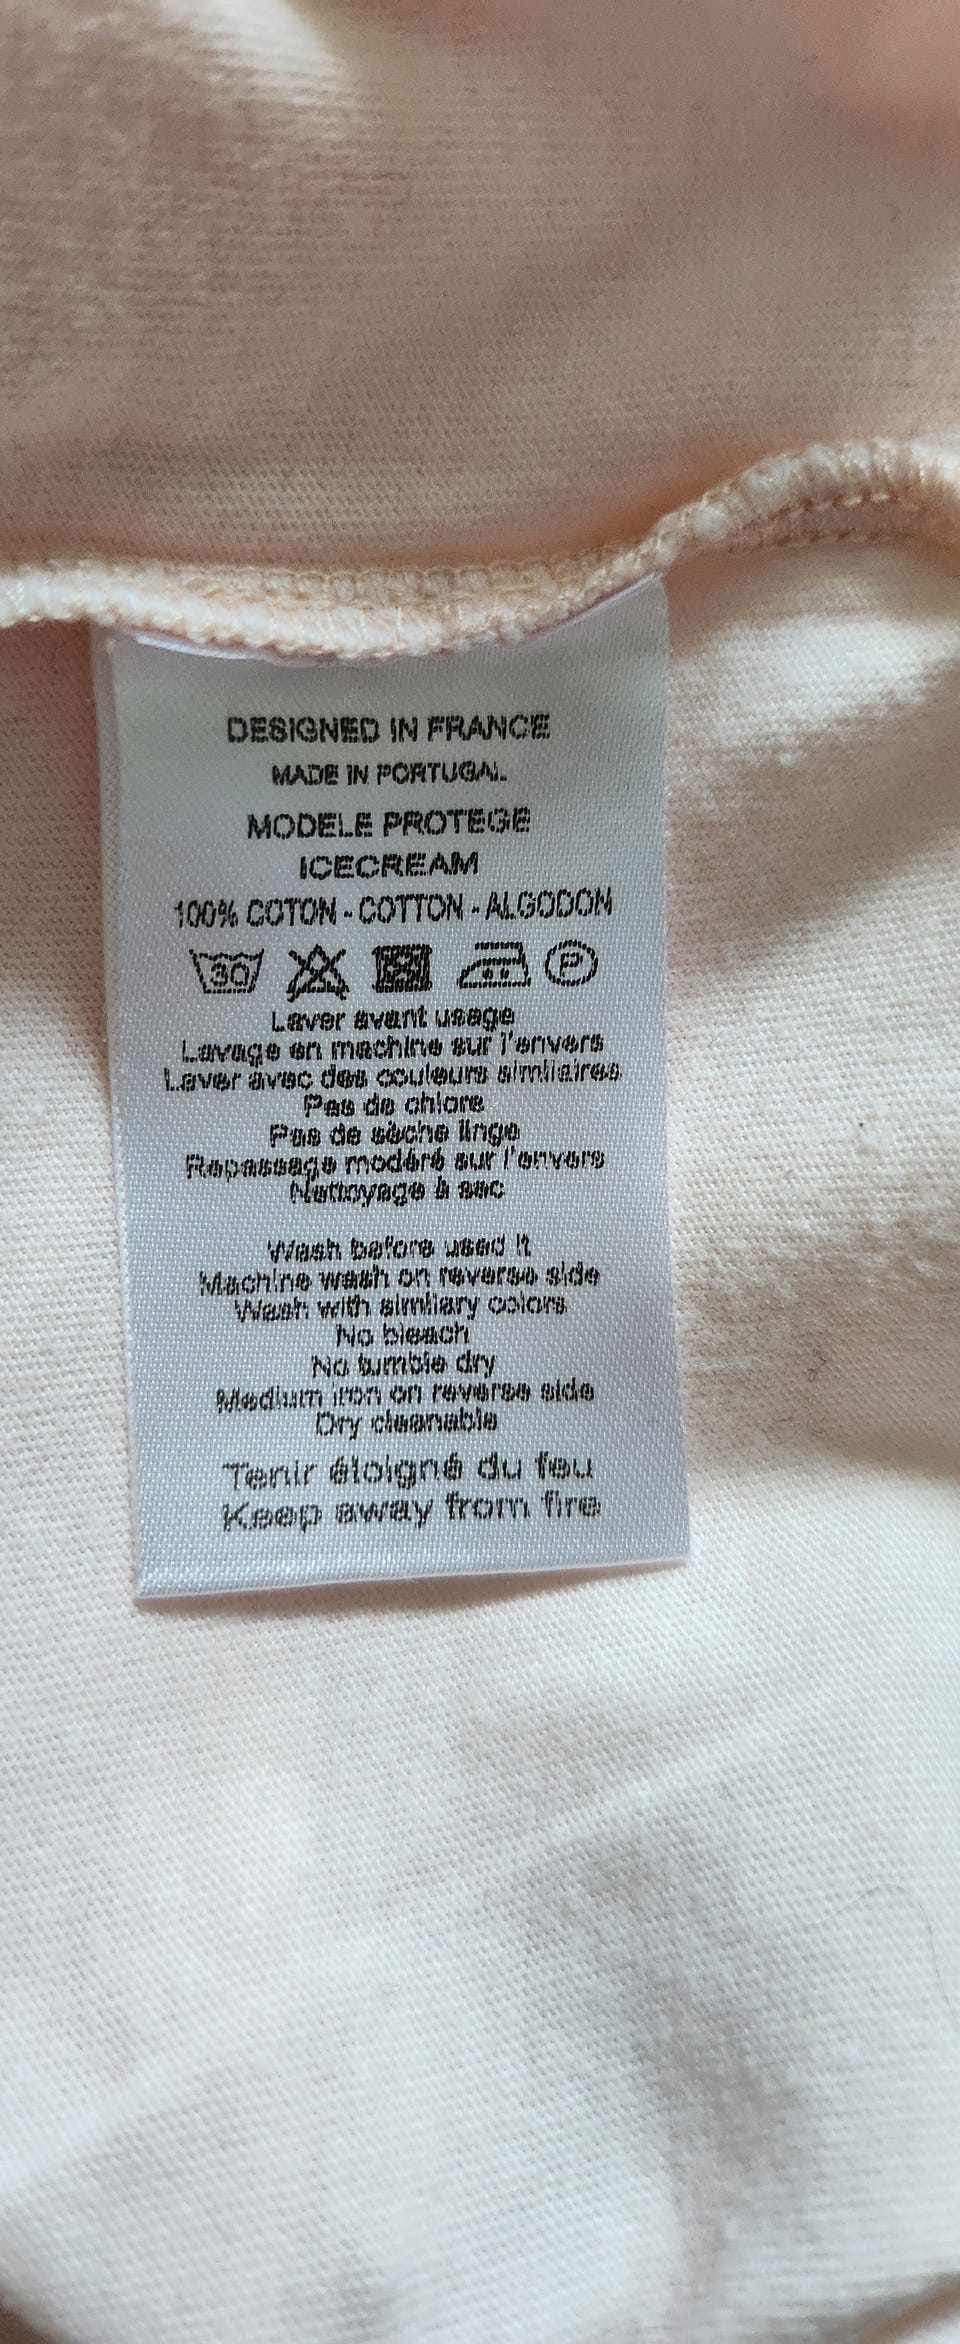 DESIGNED IN FRANCE
MADE IN PORTUGAL
MODELE PROTEGE
ICECREAM
100% COTON - COTTON - ALGODON
30 P
Laver avant usage
Lavage en machine sur l'envers
Laver avec des couleurs similaires
Pas de chlore
Pas de sèche linge
Repassage modéré sur l'envers
Nettoyage à sec
Wash before used it
Machine wash on reverse side
Wash with similary colors
No bleach
No tumble dry
Medium iron on reverse side
Dry cleanable
Tenir éloigné du feu
Keep away from fire